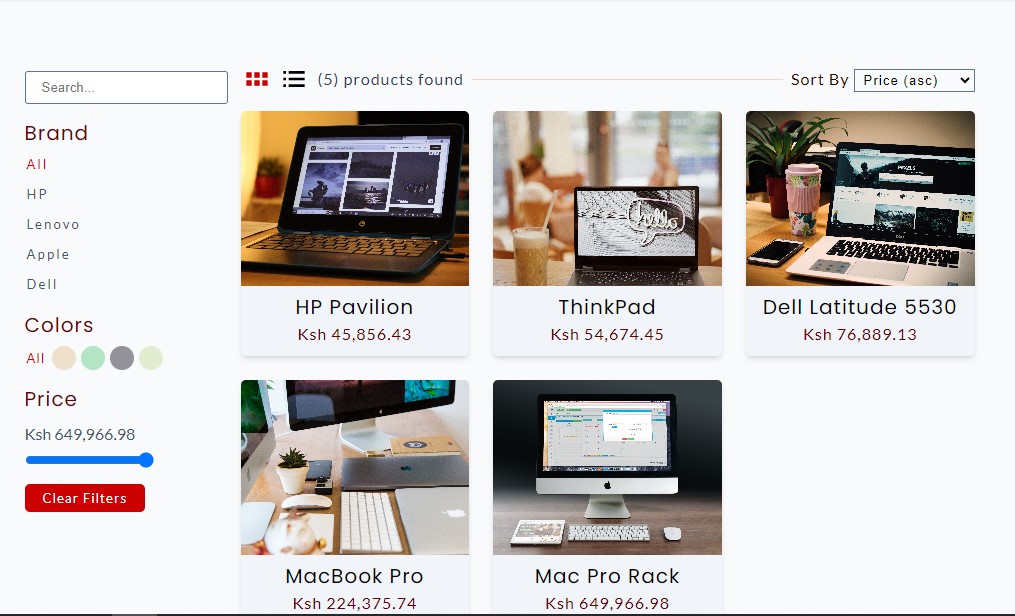 Search...
Brand
All
HP
Lenovo
Apple
Dell
Colors
All
Price
Ksh 649,966.98
Clear Filters
(5) products found
Sort By Price (asc)
hello
HP Pavilion
Ksh 45,856.43
ThinkPad
Ksh 54,674.45
Dell Latitude 5530
Ksh 76,889.13
MacBook Pro
Ksh 224,375.74
Mac Pro Rack
Ksh 649,966.98